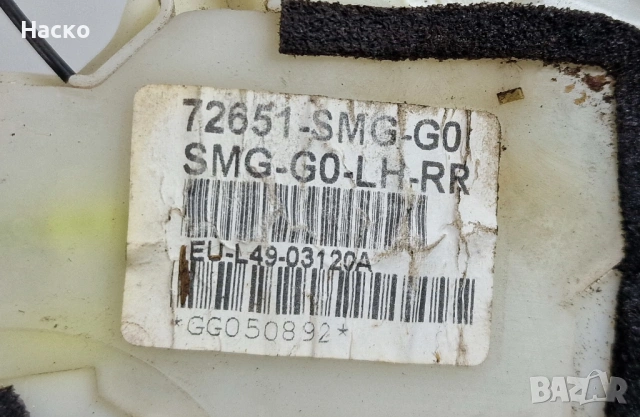 Наско
72651-SMG-G0
SMG-G0-LH-RR
EU-L49-03120A
*GG050892*
BAZAR